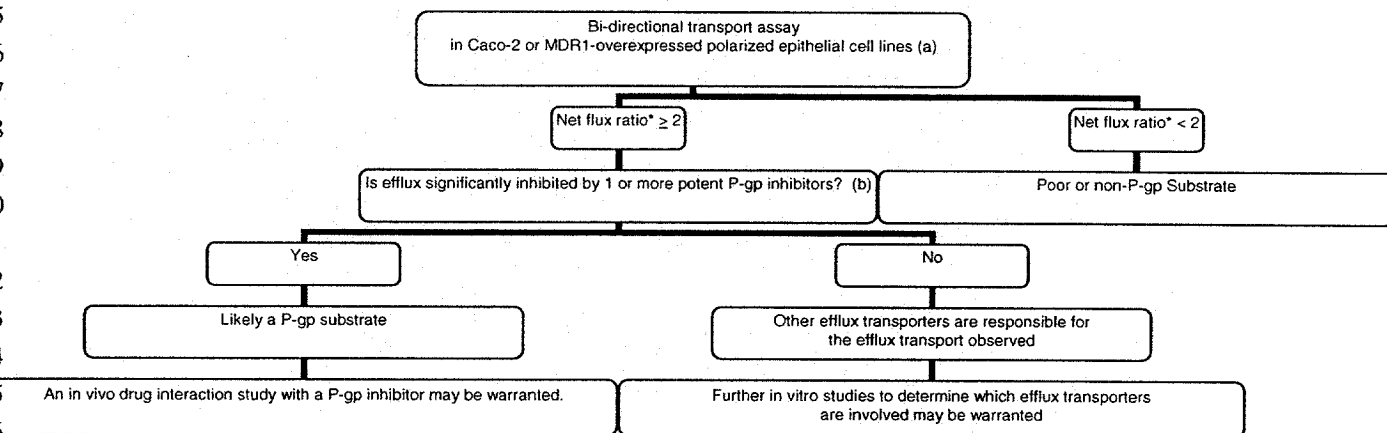 Bi-directional transport assay
in Caco-2 or MDR1-overexpressed polarized epithelial cell lines (a)
Net flux ratio* ≥ 2
Net flux ratio* < 2
Is efflux significantly inhibited by 1 or more potent P-gp inhibitors? (b)
Poor or non-P-gp Substrate
Yes
No
Likely a P-gp substrate
Other efflux transporters are responsible for
the efflux transport observed
An in vivo drug interaction study with a P-gp inhibitor may be warranted.
Further in vitro studies to determine which efflux transporters
are involved may be warranted